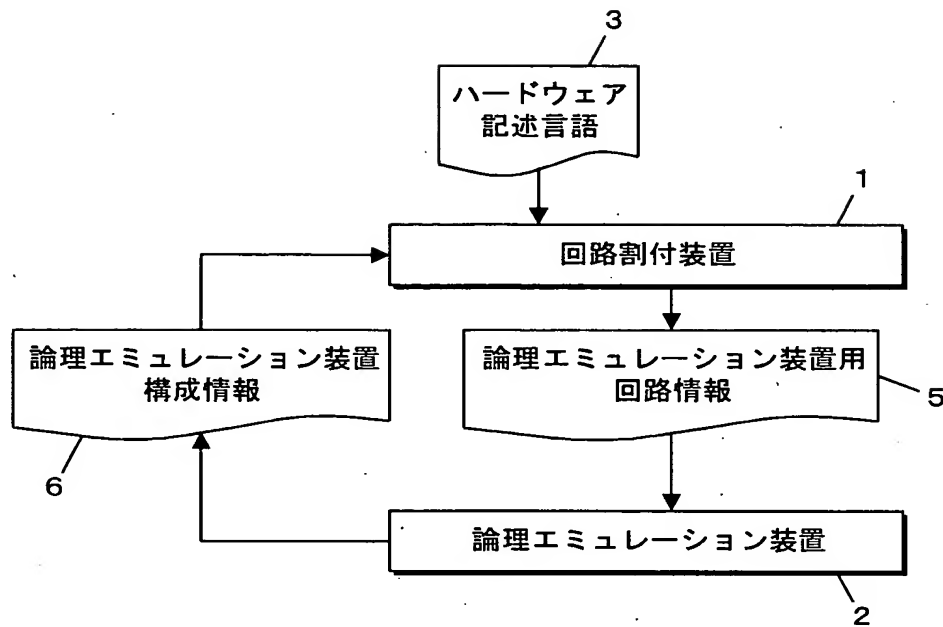 3
ハードウェア
記述言語
1
回路割付装置
論理エミュレーション装置
構成情報
論理エミュレーション装置用
回路情報
5
6
論理エミュレーション装置
2